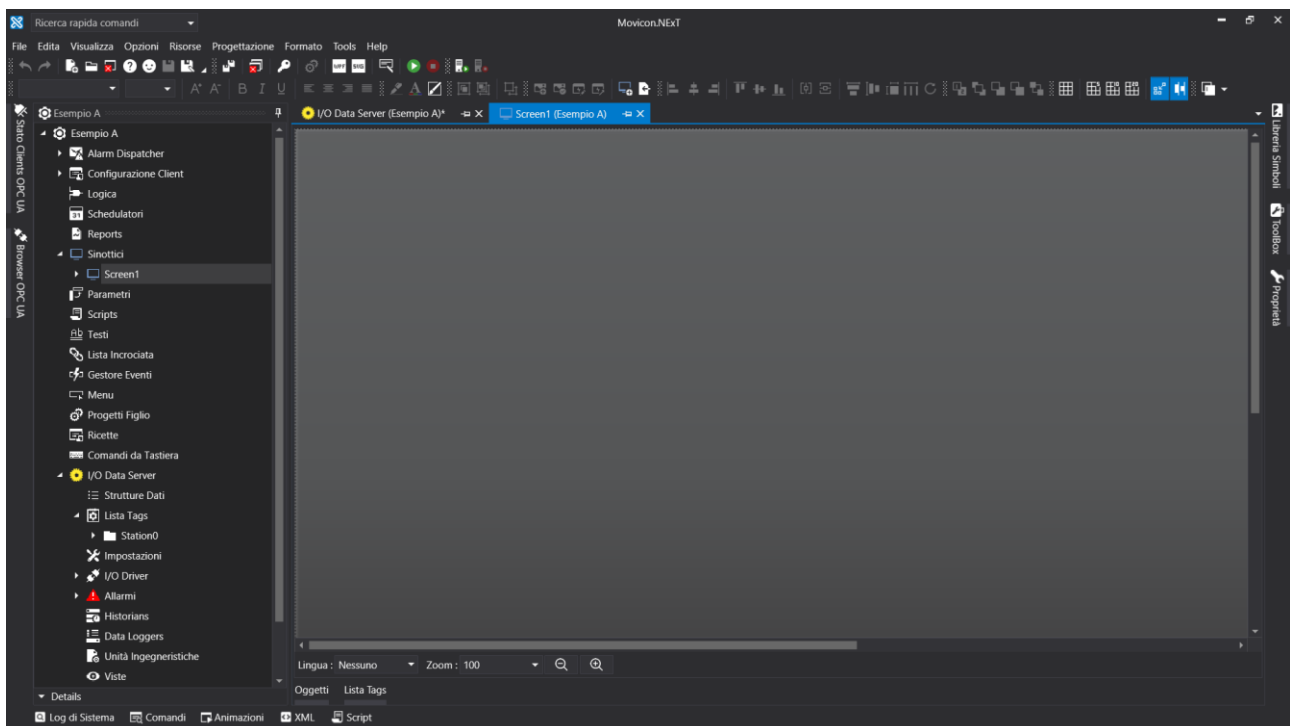 Ricerca rapida comandi
Movicon.NExT
File Edita Visualizza Opzioni Risorse Progettazione Formato Tools Help
Esempio A
I/O Data Server (Esempio A)*
Screen1 (Esempio A)
Stato Clients OPC UA
Browser OPC UA
Esempio A
Alarm Dispatcher
Configurazione Client
Logica
Schedulatori
Reports
Sinottici
Screen1
Parametri
Scripts
Testi
Lista Incrociata
Gestore Eventi
Menu
Progetti Figlio
Ricette
Comandi da Tastiera
I/O Data Server
Strutture Dati
Lista Tags
Station0
Impostazioni
I/O Driver
Allarmi
Historians
Data Loggers
Unità Ingegneristiche
Viste
Details
Libreria Simboli
ToolBox
Proprietà
Lingua : Nessuno Zoom : 100
Oggetti Lista Tags
Log di Sistema Comandi Animazioni XML Script